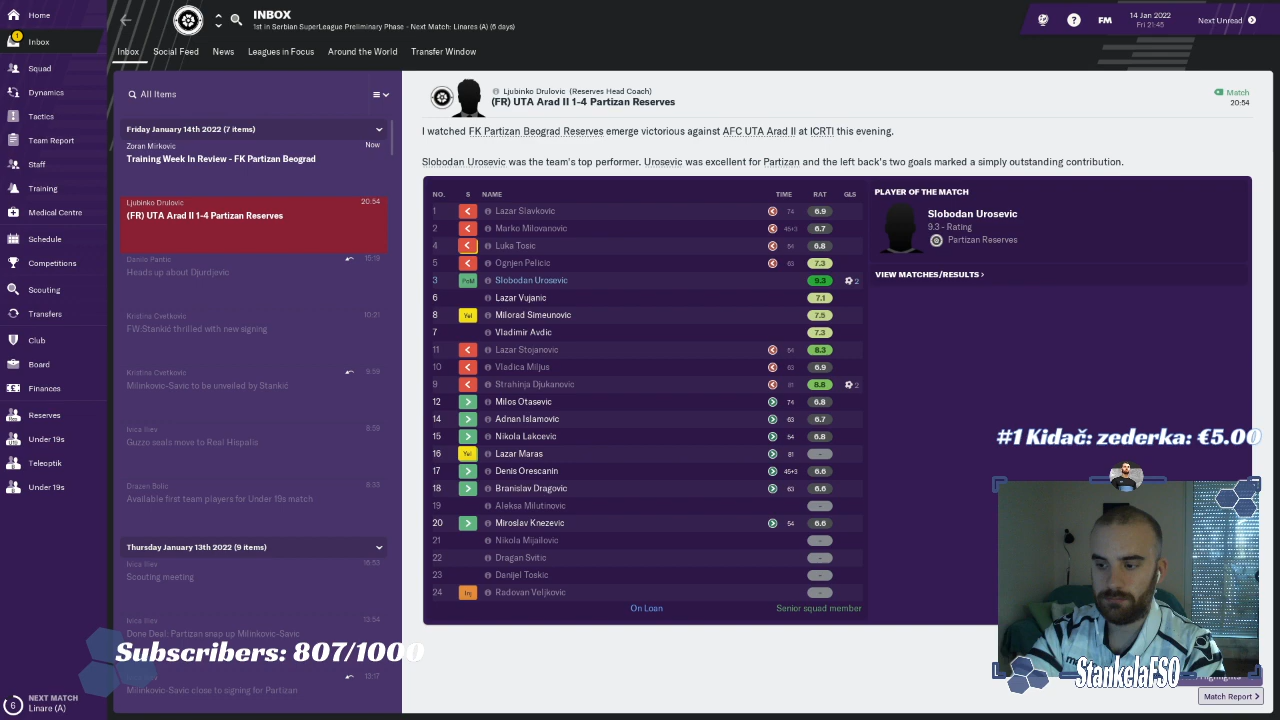 INBOX
1st in Serbian SuperLeague Preliminary Phase - Next Match: Linares (A) (6 days)
14 Jan 2022
Fri 21:45
FM
Next Unread
Inbox Social Feed News Leagues in Focus Around the World Transfer Window
Home
1
Inbox
Squad
Dynamics
Tactics
Team Report
Staff
Training
Medical Centre
Schedule
Competitions
Scouting
Transfers
Club
Board
Finances
Reserves
Under 19s
Teleoptik
Under 19s
6
NEXT MATCH
Linare (A)
All Items
Friday January 14th 2022 (7 items)
Zoran Mirkovic Now
Training Week In Review - FK Partizan Beograd
Ljubinko Drulovic 20:54
(FR) UTA Arad II 1-4 Partizan Reserves
Danilo Pantic 15:19
Heads up about Djurdjevic
Kristina Cvetkovic 10:21
FW Stankić thrilled with new signing
Kristina Cvetkovic 9:59
Milinkovic-Savic to be unveiled by Stankić
Ivica Iliev 8:59
Guzzo seals move to Real Hispalis
Drazen Bolic 8:33
Available first team players for Under 19s match
Thursday January 13th 2022 (9 items)
Ivica Iliev 18:53
Scouting meeting
Ivica Iliev 13:54
Done Deal: Partizan snap up Milinkovic-Savic
Subscribers: 807/1000
13:17
Milinkovic-Savic close to signing for Partizan
Ljubinko Drulovic (Reserves Head Coach)
(FR) UTA Arad II 1-4 Partizan Reserves
Match
20:54
I watched FK Partizan Beograd Reserves emerge victorious against AFC UTA Arad II at ICRTI this evening.
Slobodan Urosevic was the team's top performer. Urosevic was excellent for Partizan and the left back's two goals marked a simply outstanding contribution.
NO. S NAME TIME RAT GLS
1 Lazar Slavkovic 74 6.9
2 Marko Milovanovic 45+3 6.7
4 Luka Tosic 54 6.8
5 Ognjen Pelicic 63 7.3
3 PoM Slobodan Urosevic 9.3 2
6 Lazar Vujanic 7.1
8 Yel Milorad Simeunovic 7.5
7 Vladimir Avdic 7.3
11 Lazar Stojanovic 54 8.3
10 Vladica Miljus 63 6.9
9 Strahinja Djukanovic 81 8.8 2
12 Milos Otasevic 74 6.8
14 Adnan Islamovic 63 6.7
15 Nikola Lakcevic 54 6.8
16 Yel Lazar Maras 81 -
17 Denis Orescanin 45+3 6.6
18 Branislav Dragovic 63 6.6
19 Aleksa Milutinovic -
20 Miroslav Knezevic 54 6.6
21 Nikola Mijailovic -
22 Dragan Svitic -
23 Danijel Toskic -
24 Inj Radovan Veljkovic -
On Loan Senior squad member
PLAYER OF THE MATCH
Slobodan Urosevic
9.3 - Rating
Partizan Reserves
VIEW MATCHES/RESULTS >
#1 Kidač zederka: €5.00
StankelaFSO
Match Report >